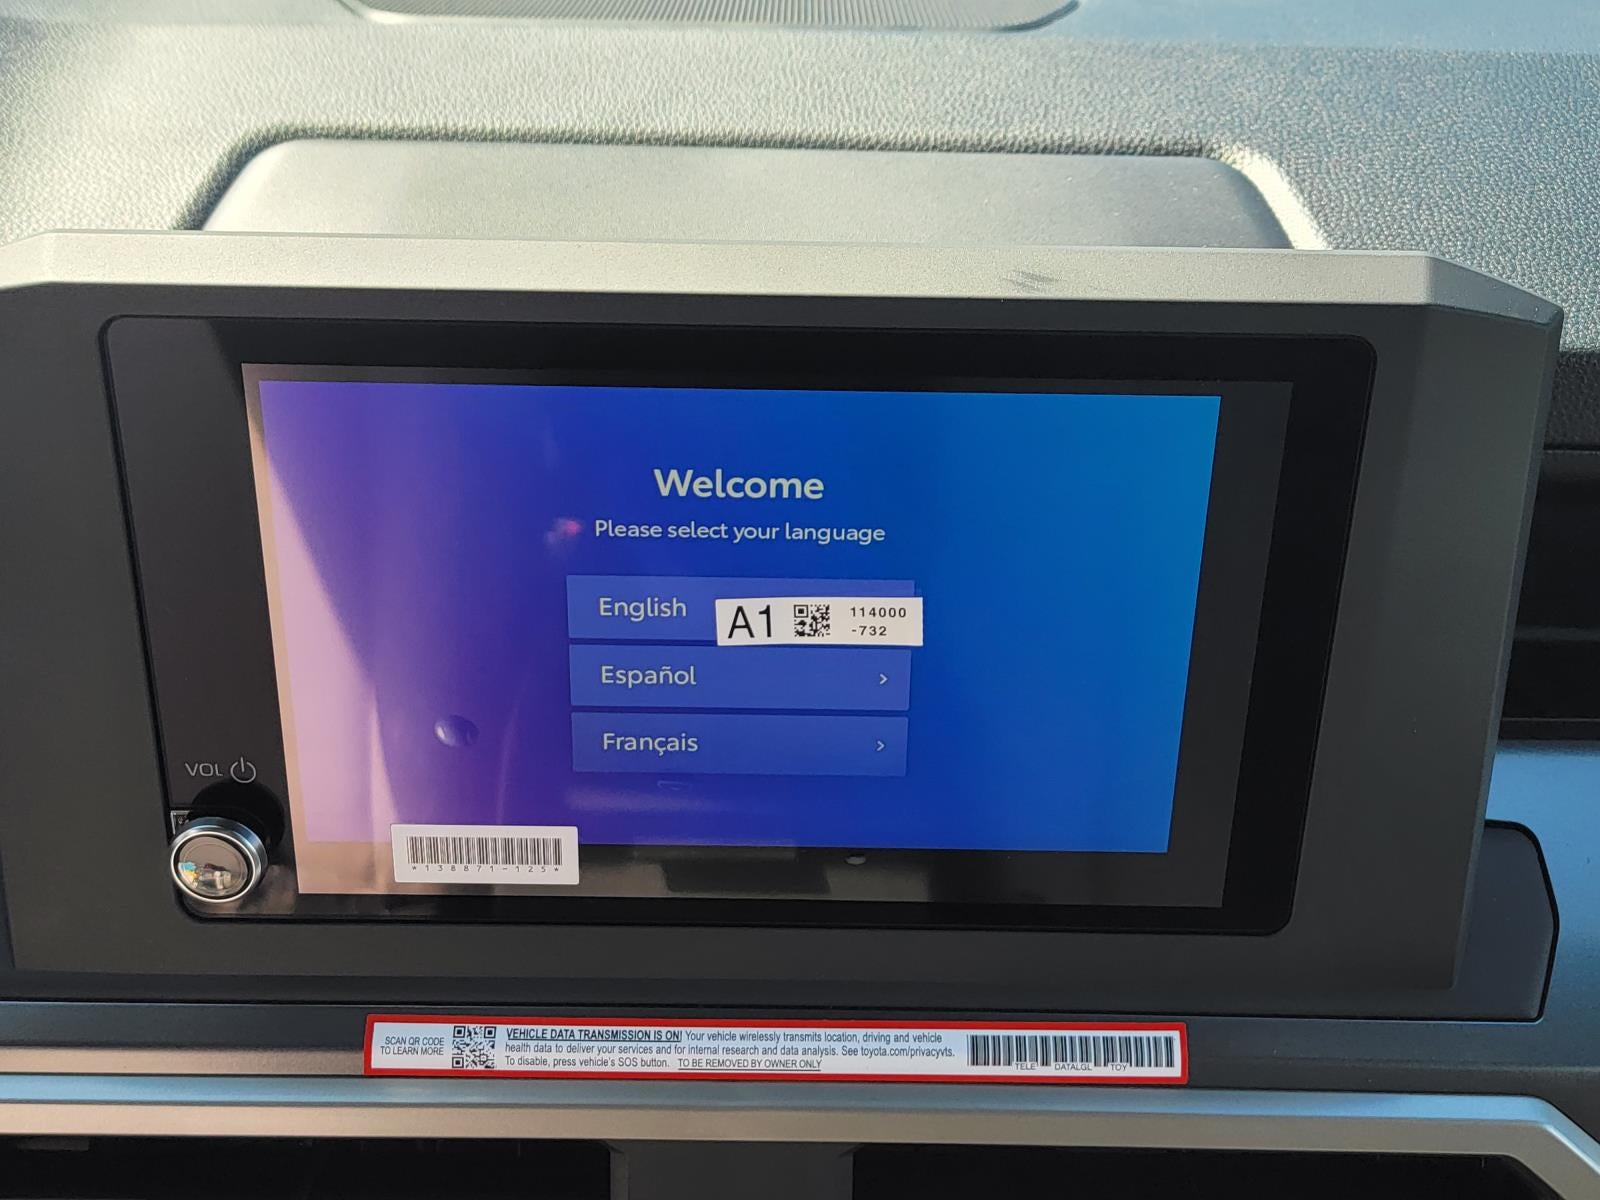 Welcome
Please select your language
English
A1
114000
-732
Español
Français
VOL
*138871-125*
SCAN QR CODE
TO LEARN MORE
VEHICLE DATA TRANSMISSION IS ON! Your vehicle wirelessly transmits location, driving and vehicle
health data to deliver your services and for internal research and data analysis. See toyota.com/privacyvts.
To disable, press vehicle's SOS button. TO BE REMOVED BY OWNER ONLY
TELE DATALGL TOY